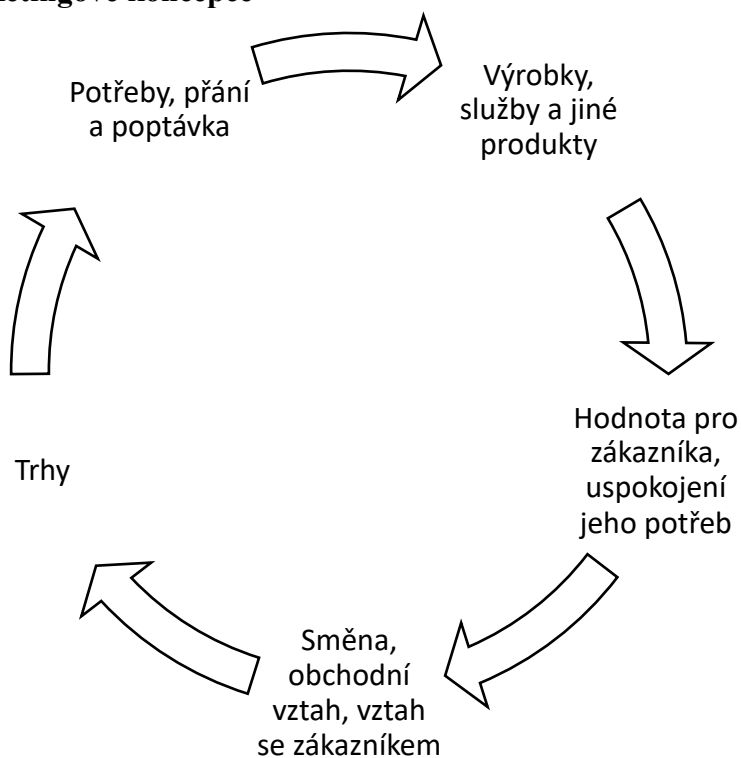 Potřeby, přání
a poptávka
Výrobky,
služby a jiné
produkty
Hodnota pro
zákazníka,
uspokojení
jeho potřeb
Směna,
obchodní
vztah, vztah
se zákazníkem
Trhy